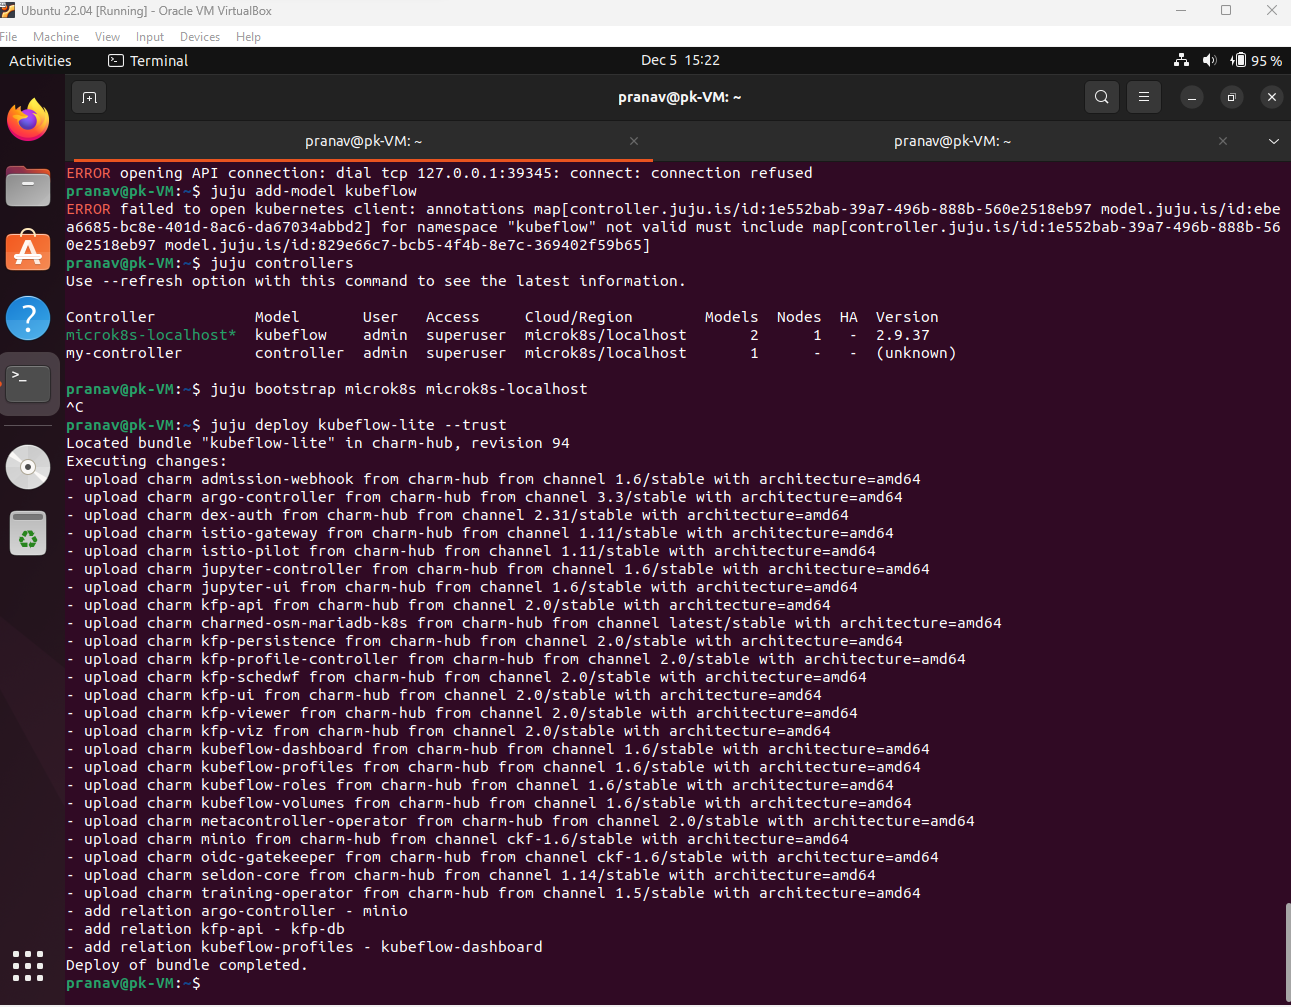 Ubuntu 22.04 [Running] - Oracle VM VirtualBox
File Machine View Input Devices Help
Activities Terminal Dec 5 15:22 95 %
pranav@pk-VM: ~
pranav@pk-VM: ~ pranav@pk-VM: ~
ERROR opening API connection: dial tcp 127.0.0.1:39345: connect: connection refused
pranav@pk-VM:~$ juju add-model kubeflow
ERROR failed to open kubernetes client: annotations map[controller.juju.is/id:1e552bab-39a7-496b-888b-560e2518eb97 model.juju.is/id:ebe
a6685-bc8e-401d-8ac6-da67034abbd2] for namespace "kubeflow" not valid must include map[controller.juju.is/id:1e552bab-39a7-496b-888b-56
0e2518eb97 model.juju.is/id:829e66c7-bcb5-4f4b-8e7c-369402f59b65]
pranav@pk-VM:~$ juju controllers
Use --refresh option with this command to see the latest information.
Controller Model User Access Cloud/Region Models Nodes HA Version
microk8s-localhost* kubeflow admin superuser microk8s/localhost 2 1 - 2.9.37
my-controller controller admin superuser microk8s/localhost 1 - - (unknown)
pranav@pk-VM:~$ juju bootstrap microk8s microk8s-localhost
^C
pranav@pk-VM:~$ juju deploy kubeflow-lite --trust
Located bundle "kubeflow-lite" in charm-hub, revision 94
Executing changes:
- upload charm admission-webhook from charm-hub from channel 1.6/stable with architecture=amd64
- upload charm argo-controller from charm-hub from channel 3.3/stable with architecture=amd64
- upload charm dex-auth from charm-hub from channel 2.31/stable with architecture=amd64
- upload charm istio-gateway from charm-hub from channel 1.11/stable with architecture=amd64
- upload charm istio-pilot from charm-hub from channel 1.11/stable with architecture=amd64
- upload charm jupyter-controller from charm-hub from channel 1.6/stable with architecture=amd64
- upload charm jupyter-ui from charm-hub from channel 1.6/stable with architecture=amd64
- upload charm kfp-api from charm-hub from channel 2.0/stable with architecture=amd64
- upload charm charmed-osm-mariadb-k8s from charm-hub from channel latest/stable with architecture=amd64
- upload charm kfp-persistence from charm-hub from channel 2.0/stable with architecture=amd64
- upload charm kfp-profile-controller from charm-hub from channel 2.0/stable with architecture=amd64
- upload charm kfp-schedwf from charm-hub from channel 2.0/stable with architecture=amd64
- upload charm kfp-ui from charm-hub from channel 2.0/stable with architecture=amd64
- upload charm kfp-viewer from charm-hub from channel 2.0/stable with architecture=amd64
- upload charm kfp-viz from charm-hub from channel 2.0/stable with architecture=amd64
- upload charm kubeflow-dashboard from charm-hub from channel 1.6/stable with architecture=amd64
- upload charm kubeflow-profiles from charm-hub from channel 1.6/stable with architecture=amd64
- upload charm kubeflow-roles from charm-hub from channel 1.6/stable with architecture=amd64
- upload charm kubeflow-volumes from charm-hub from channel 1.6/stable with architecture=amd64
- upload charm metacontroller-operator from charm-hub from channel 2.0/stable with architecture=amd64
- upload charm minio from charm-hub from channel ckf-1.6/stable with architecture=amd64
- upload charm oidc-gatekeeper from charm-hub from channel ckf-1.6/stable with architecture=amd64
- upload charm seldon-core from charm-hub from channel 1.14/stable with architecture=amd64
- upload charm training-operator from charm-hub from channel 1.5/stable with architecture=amd64
- add relation argo-controller - minio
- add relation kfp-api - kfp-db
- add relation kubeflow-profiles - kubeflow-dashboard
Deploy of bundle completed.
pranav@pk-VM:~$